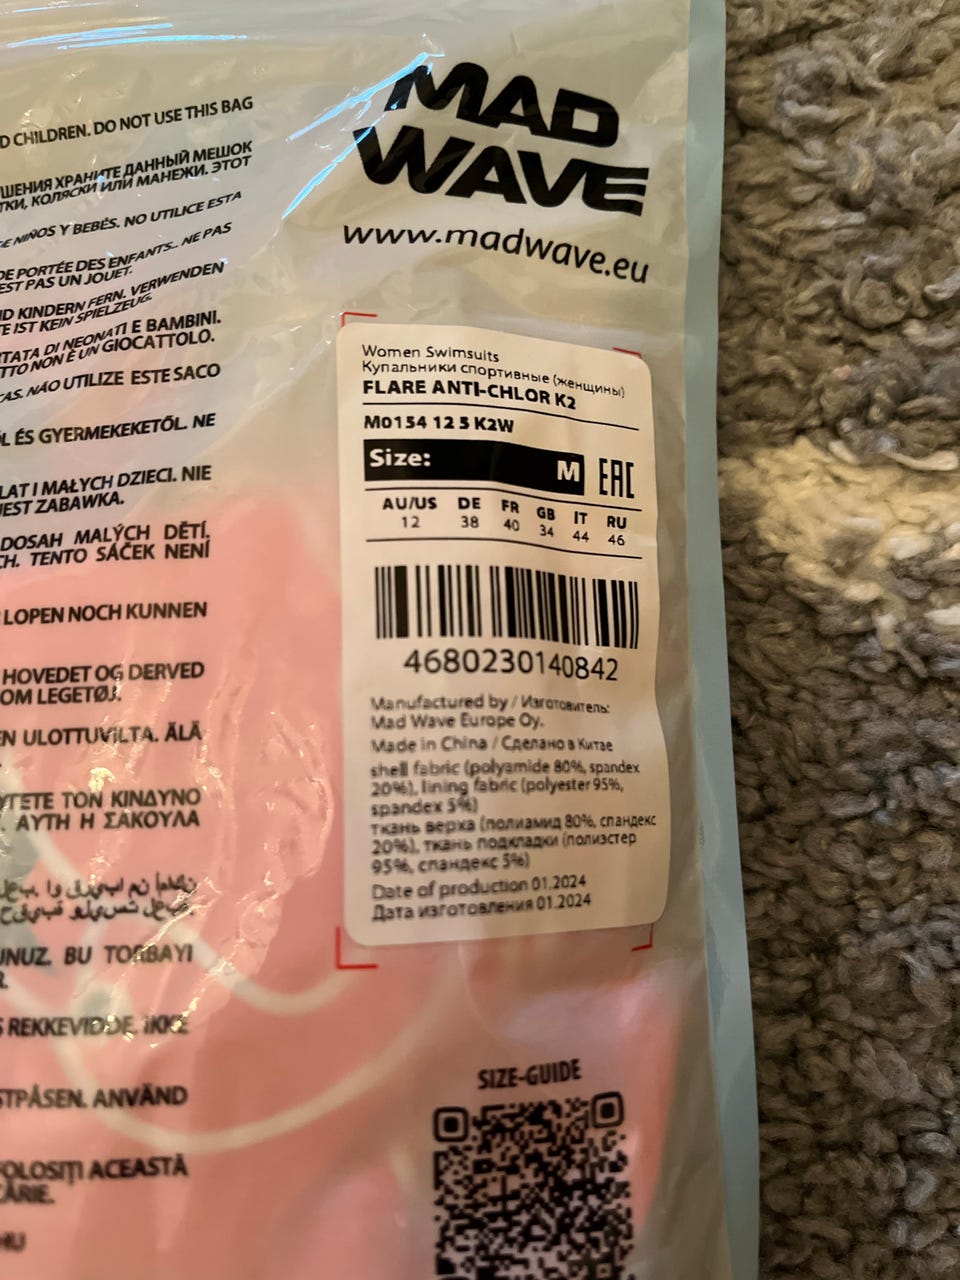 D CHILDREN. DO NOT USE THIS BAG
ШЕНИЯ ХРАНИТЕ ДАННЫЙ МЕШОК
ТКИ, КОЛЯСКИ ИЛИ МАНЕЖИ. ЭТОТ
E NIÑOS Y BEBÉS. NO UTILICE ESTA
DE PORTÉE DES ENFANTS.. NE PAS
EST PAS UN JOUET.
D KINDERN FERN. VERWENDEN
E IST KEIN SPIELZEUG.
TATA DI NEONATI E BAMBINI.
TTO NON È UN GIOCATTOLO.
AS. NÃO UTILIZE ESTE SACO
L ÉS GYERMEKEKETŐL. NE
LAT I MAŁYCH DZIECI. NIE
JEST ZABAWKA.
DOSAH MALÝCH DĚTÍ.
CH. TENTO SÁČEK NENÍ
LOPEN NOCH KUNNEN
HOVEDET OG DERVED
OM LEGETØJ.
EN ULOTTUVILTA. ÄLÄ
ΤΕ ΤΟΝ ΚΙΝΔΥΝΟ
ΑΥΤΗ Η ΣΑΚΟΥΛΑ
UNUZ. BU TORBAYI
R.
S REKKEVIDDE. IKKE
STPÅSEN. ANVÄND
FOLOSIȚI ACEASTĂ
CĂRIE.
HU
MAD
WAVE
www.madwave.eu
Women Swimsuits
Купальники спортивные (женщины)
FLARE ANTI-CHLOR K2
M0154 12 5 K2W
Size: M EAC
AU/US DE FR GB IT RU
12 38 40 34 44 46
4680230140842
Manufactured by / Изготовитель:
Mad Wave Europe Oy.
Made in China / Сделано в Китае
shell fabric (polyamide 80%, spandex
20%), lining fabric (polyester 95%,
spandex 5%)
ткань верха (полиамид 80%, спандекс
20%), ткань подкладки (полиэстер
95%, спандекс 5%)
Date of production 01.2024
Дата изготовления 01.2024
SIZE-GUIDE